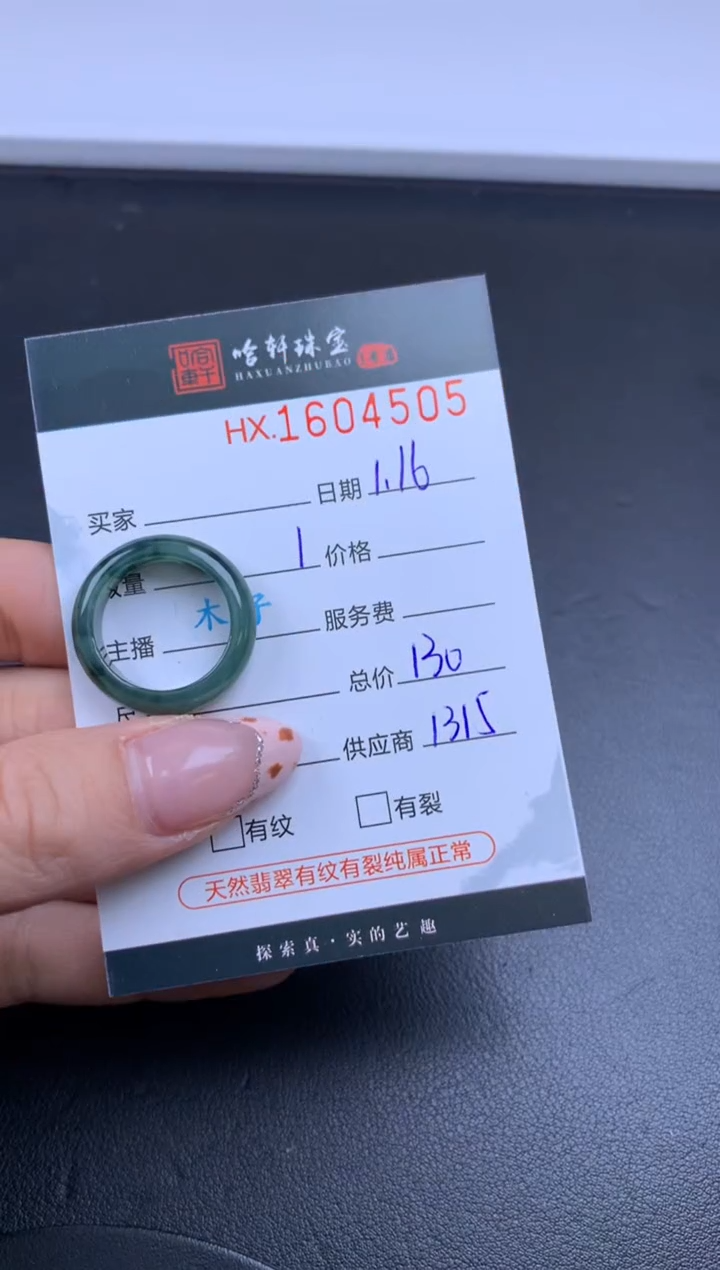 哈轩珠宝
HAXUANZHUBAO
HX.1604505
买家 日期 1.16
量 1 价格
主播 木子 服务费
总价 130
供应商 1315
有纹 有裂
天然翡翠有纹有裂纯属正常
探索真·实的艺趣